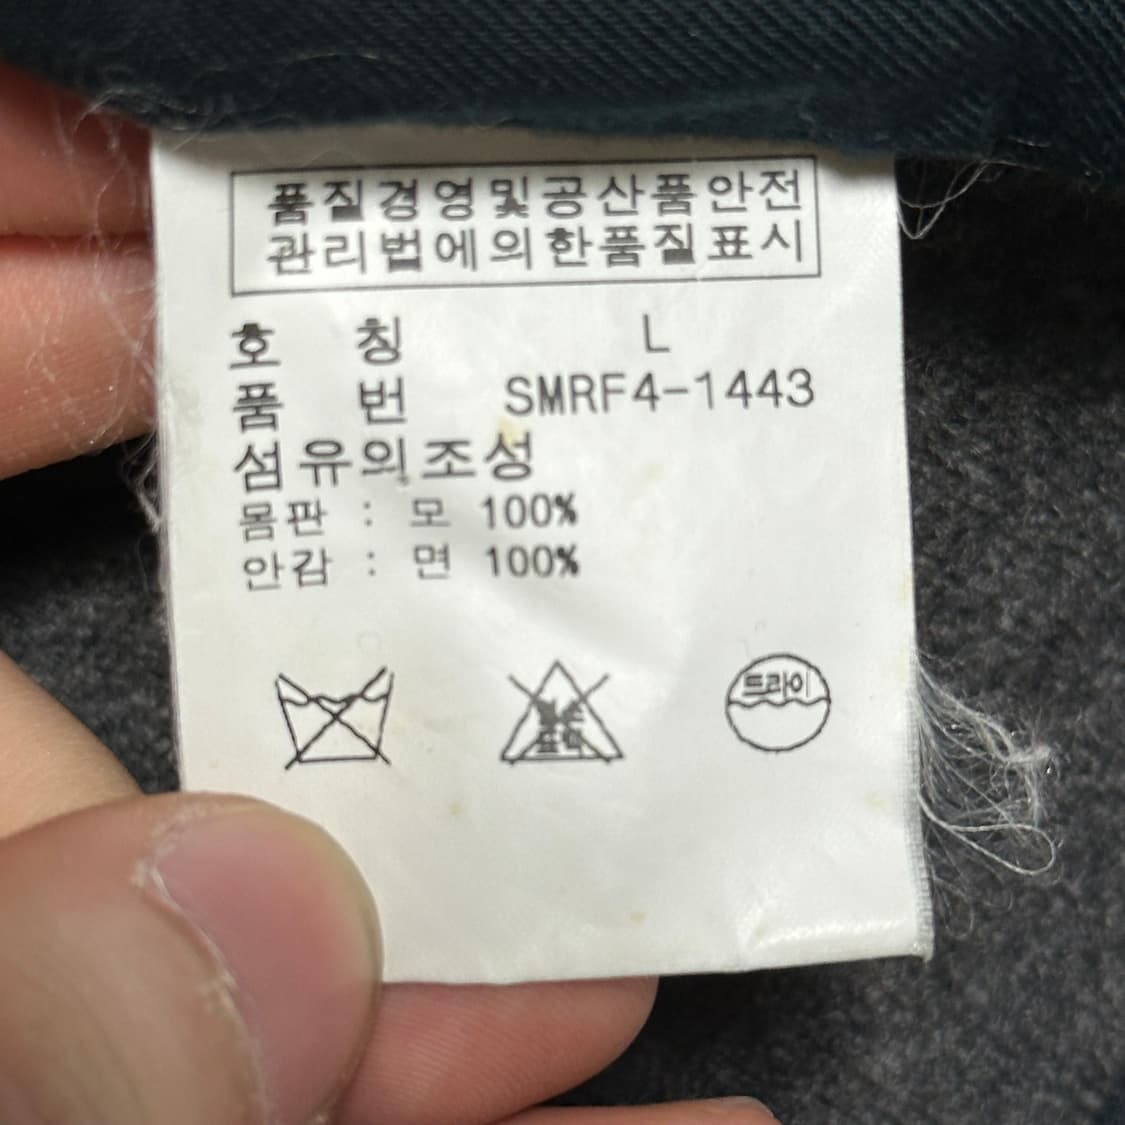 품질경영및공산품안전
관리법에의한품질표시
호 칭 L
품 번 SMRF4-1443
섬유의조성
몸판 : 모 100%
안감 : 면 100%
드라이